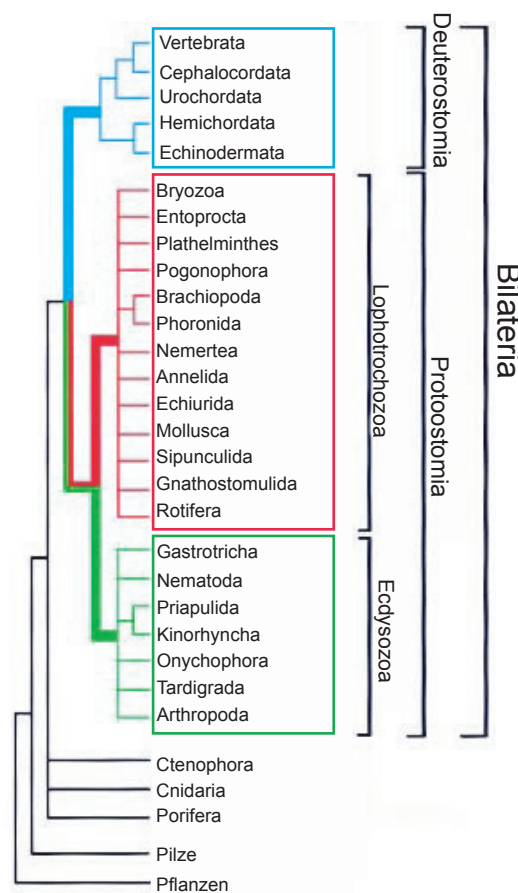 Vertebrata
Cephalocordata
Urochordata
Hemichordata
Echinodermata
Bryozoa
Entoprocta
Plathelminthes
Pogonophora
Brachiopoda
Phoronida
Nemertea
Annelida
Echiurida
Mollusca
Sipunculida
Gnathostomulida
Rotifera
Gastrotricha
Nematoda
Priapulida
Kinorhyncha
Onychophora
Tardigrada
Arthropoda
Ctenophora
Cnidaria
Porifera
Pilze
Pflanzen
Lophotrochozoa
Ecdysozoa
Deuterostomia
Protoostomia
Bilateria